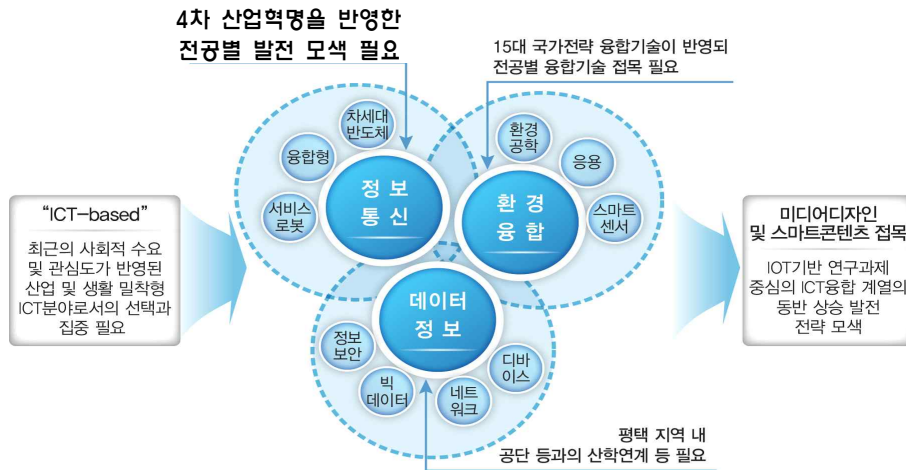 4차 산업혁명을 반영한
전공별 발전 모색 필요
15대 국가전략 융합기술이 반영되
전공별 융합기술 접목 필요
차세대
반도체
융합형
서비스
로봇
정 보
통 신
환경
공학
응용
스마트
센서
환 경
융 합
"ICT-based"
최근의 사회적 수요
및 관심도가 반영된
산업 및 생활 밀착형
ICT분야로서의 선택과
집중 필요
미디어디자인
및 스마트콘텐츠 접목
IOT기반 연구과제
중심의 ICT융합 계열의
동반 상승 발전
전략 모색
데이터
정 보
정보
보안
빅
데이터
네트
워크
디바
이스
평택 지역 내
공단 등과의 산학연계 등 필요